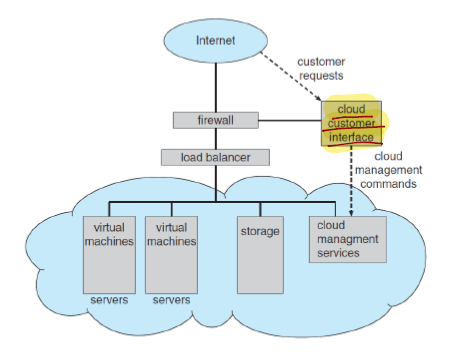 Internet
customer
requests
firewall
cloud
customer
interface
load balancer
cloud
management
commands
virtual
machines
virtual
machines
storage
cloud
managment
services
servers
servers